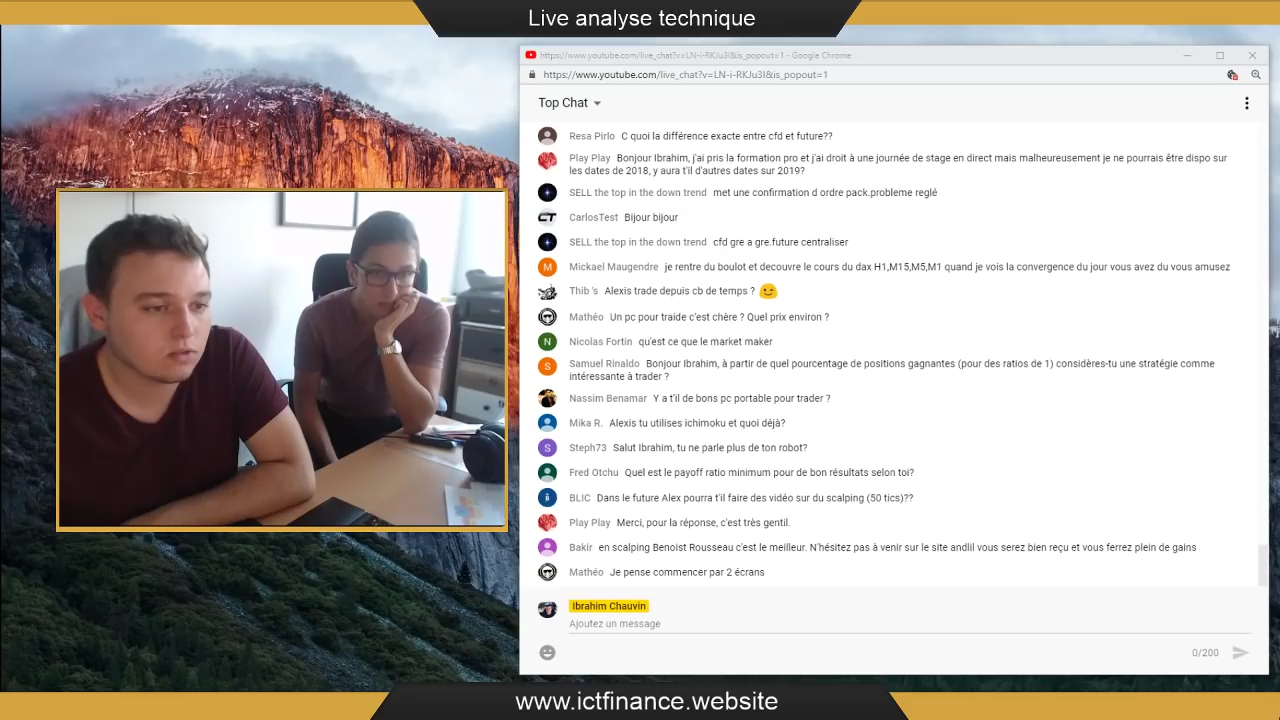 Live analyse technique
https://www.youtube.com/live_chat?v=LN-i-RKJu3I&is_popout=1 - Google Chrome
https://www.youtube.com/live_chat?v=LN-i-RKJu3I&is_popout=1
Top Chat
Resa Pirlo C quoi la différence exacte entre cfd et future??
Play Play Bonjour Ibrahim, j'ai pris la formation pro et j'ai droit à une journée de stage en direct mais malheureusement je ne pourrais être dispo sur
les dates de 2018, y aura t'il d'autres dates sur 2019?
SELL the top in the down trend met une confirmation d ordre pack.probleme reglé
CT
CarlosTest Bijour bijour
SELL the top in the down trend cfd gre a gre.future centraliser
M
Mickael Maugendre je rentre du boulot et decouvre le cours du dax H1,M15,M5,M1 quand je vois la convergence du jour vous avez du vous amusez
Thib 's Alexis trade depuis cb de temps ?
Mathéo Un pc pour traide c'est chère ? Quel prix environ ?
N
Nicolas Fortin qu'est ce que le market maker
S
Samuel Rinaldo Bonjour Ibrahim, à partir de quel pourcentage de positions gagnantes (pour des ratios de 1) considères-tu une stratégie comme
intéressante à trader ?
Nassim Benamar Y a t'il de bons pc portable pour trader ?
Mika R. Alexis tu utilises ichimoku et quoi déjà?
S
Steph73 Salut Ibrahim, tu ne parle plus de ton robot?
Fred Otchu Quel est le payoff ratio minimum pour de bon résultats selon toi?
BLIC Dans le future Alex pourra t'il faire des vidéo sur du scalping (50 tics)??
Play Play Merci, pour la réponse, c'est très gentil.
Bakir en scalping Benoist Rousseau c'est le meilleur. N'hésitez pas à venir sur le site andlil vous serez bien reçu et vous ferrez plein de gains
Mathéo Je pense commencer par 2 écrans
Ibrahim Chauvin
Ajoutez un message
0/200
www.ictfinance.website